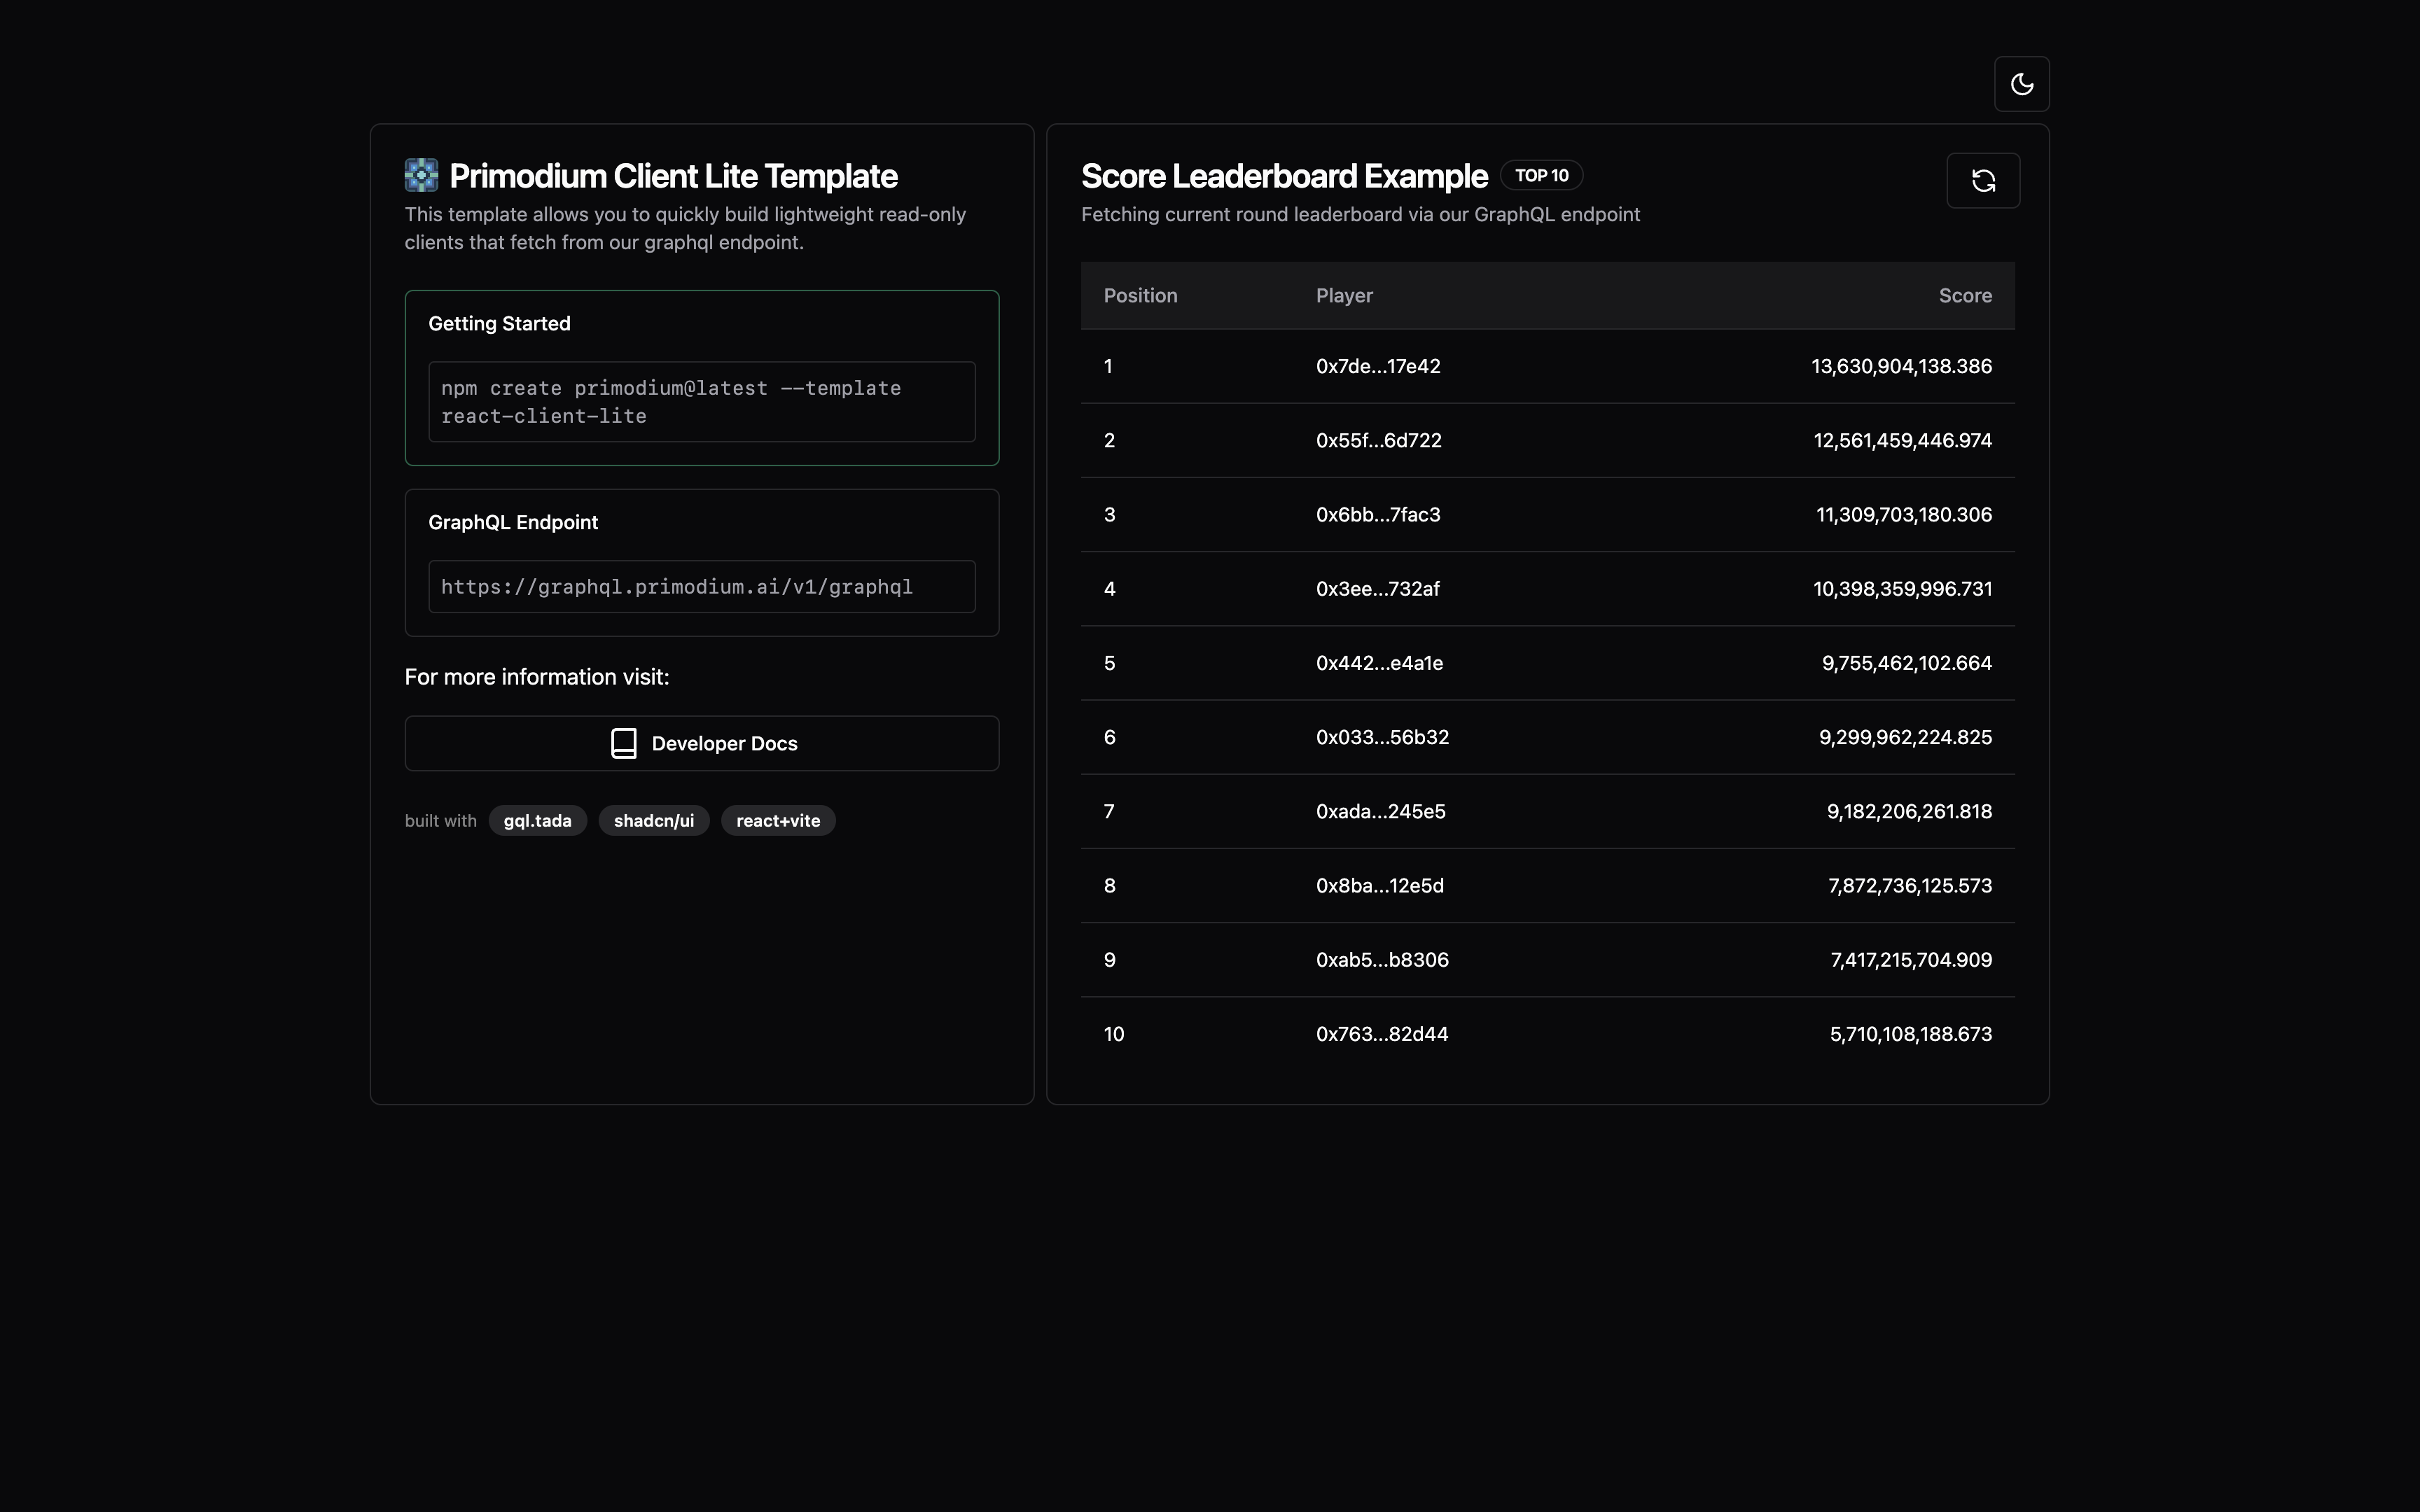 Primodium Client Lite Template
This template allows you to quickly build lightweight read-only
clients that fetch from our graphql endpoint.
Getting Started
npm create primodium@latest --template
react-client-lite
GraphQL Endpoint
https://graphql.primodium.ai/v1/graphql
For more information visit:
Developer Docs
built with gql.tada shadcn/ui react+vite
Score Leaderboard Example TOP 10
Fetching current round leaderboard via our GraphQL endpoint
Position Player Score
1 0x7de...17e42 13,630,904,138.386
2 0x55f...6d722 12,561,459,446.974
3 0x6bb...7fac3 11,309,703,180.306
4 0x3ee...732af 10,398,359,996.731
5 0x442...e4a1e 9,755,462,102.664
6 0x033...56b32 9,299,962,224.825
7 0xada...245e5 9,182,206,261.818
8 0x8ba...12e5d 7,872,736,125.573
9 0xab5...b8306 7,417,215,704.909
10 0x763...82d44 5,710,108,188.673